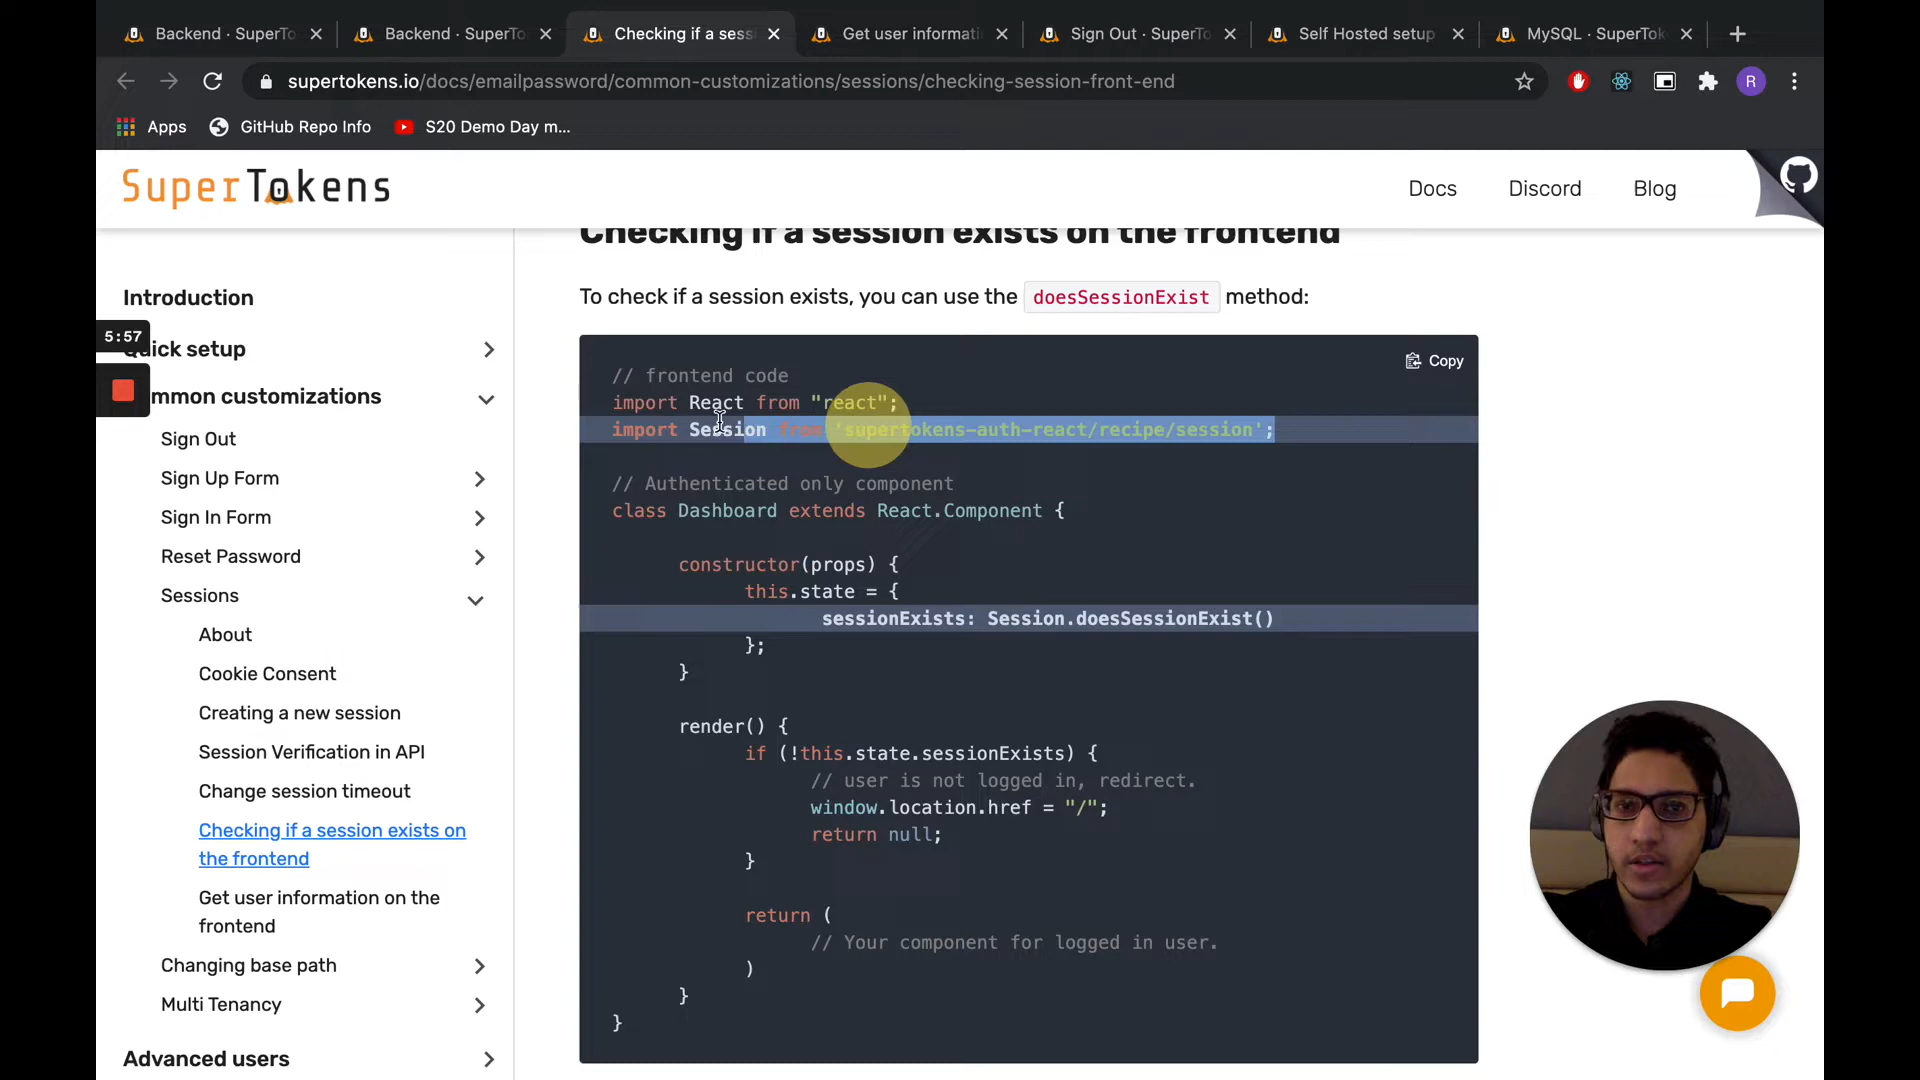 Backend · SuperTo
Backend · SuperTo
Checking if a sess
Get user informati
Sign Out · SuperTo
Self Hosted setup
MySQL · SuperTok
supertokens.io/docs/emailpassword/common-customizations/sessions/checking-session-front-end
R
Apps
GitHub Repo Info
S20 Demo Day m...
SuperTokens
Docs
Discord
Blog
Checking if a session exists on the frontend
To check if a session exists, you can use the doesSessionExist method:
Introduction
5:57
Quick setup
mmon customizations
Sign Out
Sign Up Form
Sign In Form
Reset Password
Sessions
About
Cookie Consent
Creating a new session
Session Verification in API
Change session timeout
Checking if a session exists on
the frontend
Get user information on the
frontend
Changing base path
Multi Tenancy
Advanced users
Copy
// frontend code
import React from "react";
import Session from 'supertokens-auth-react/recipe/session';
// Authenticated only component
class Dashboard extends React.Component {
constructor(props) {
this.state = {
sessionExists: Session.doesSessionExist()
};
}
render() {
if (!this.state.sessionExists) {
// user is not logged in, redirect.
window.location.href = "/";
return null;
}
return (
// Your component for logged in user.
)
}
}